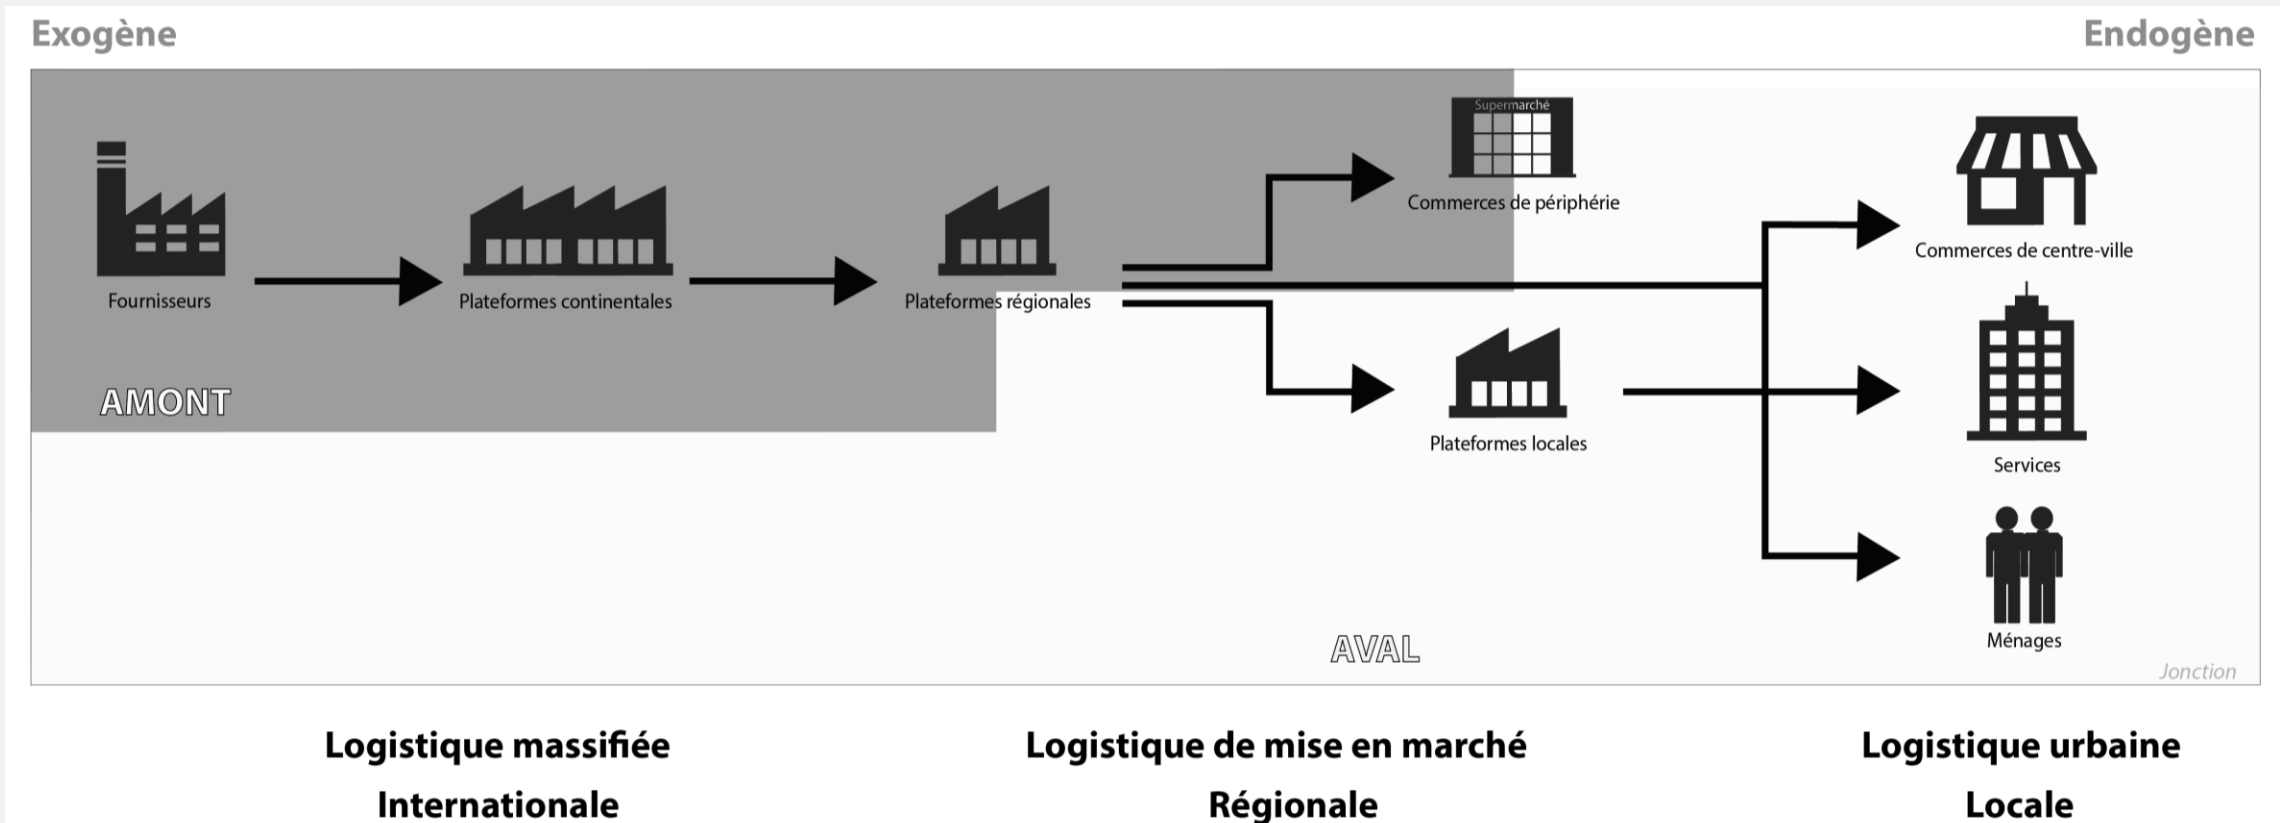 Exogène
Endogène
Supermarché
Commerces de périphérie
Commerces de centre-ville
Fournisseurs
Plateformes continentales
Plateformes régionales
AMONT
Plateformes locales
Services
Ménages
AVAL
Jonction
Logistique massifiée
Internationale
Logistique de mise en marché
Régionale
Logistique urbaine
Locale